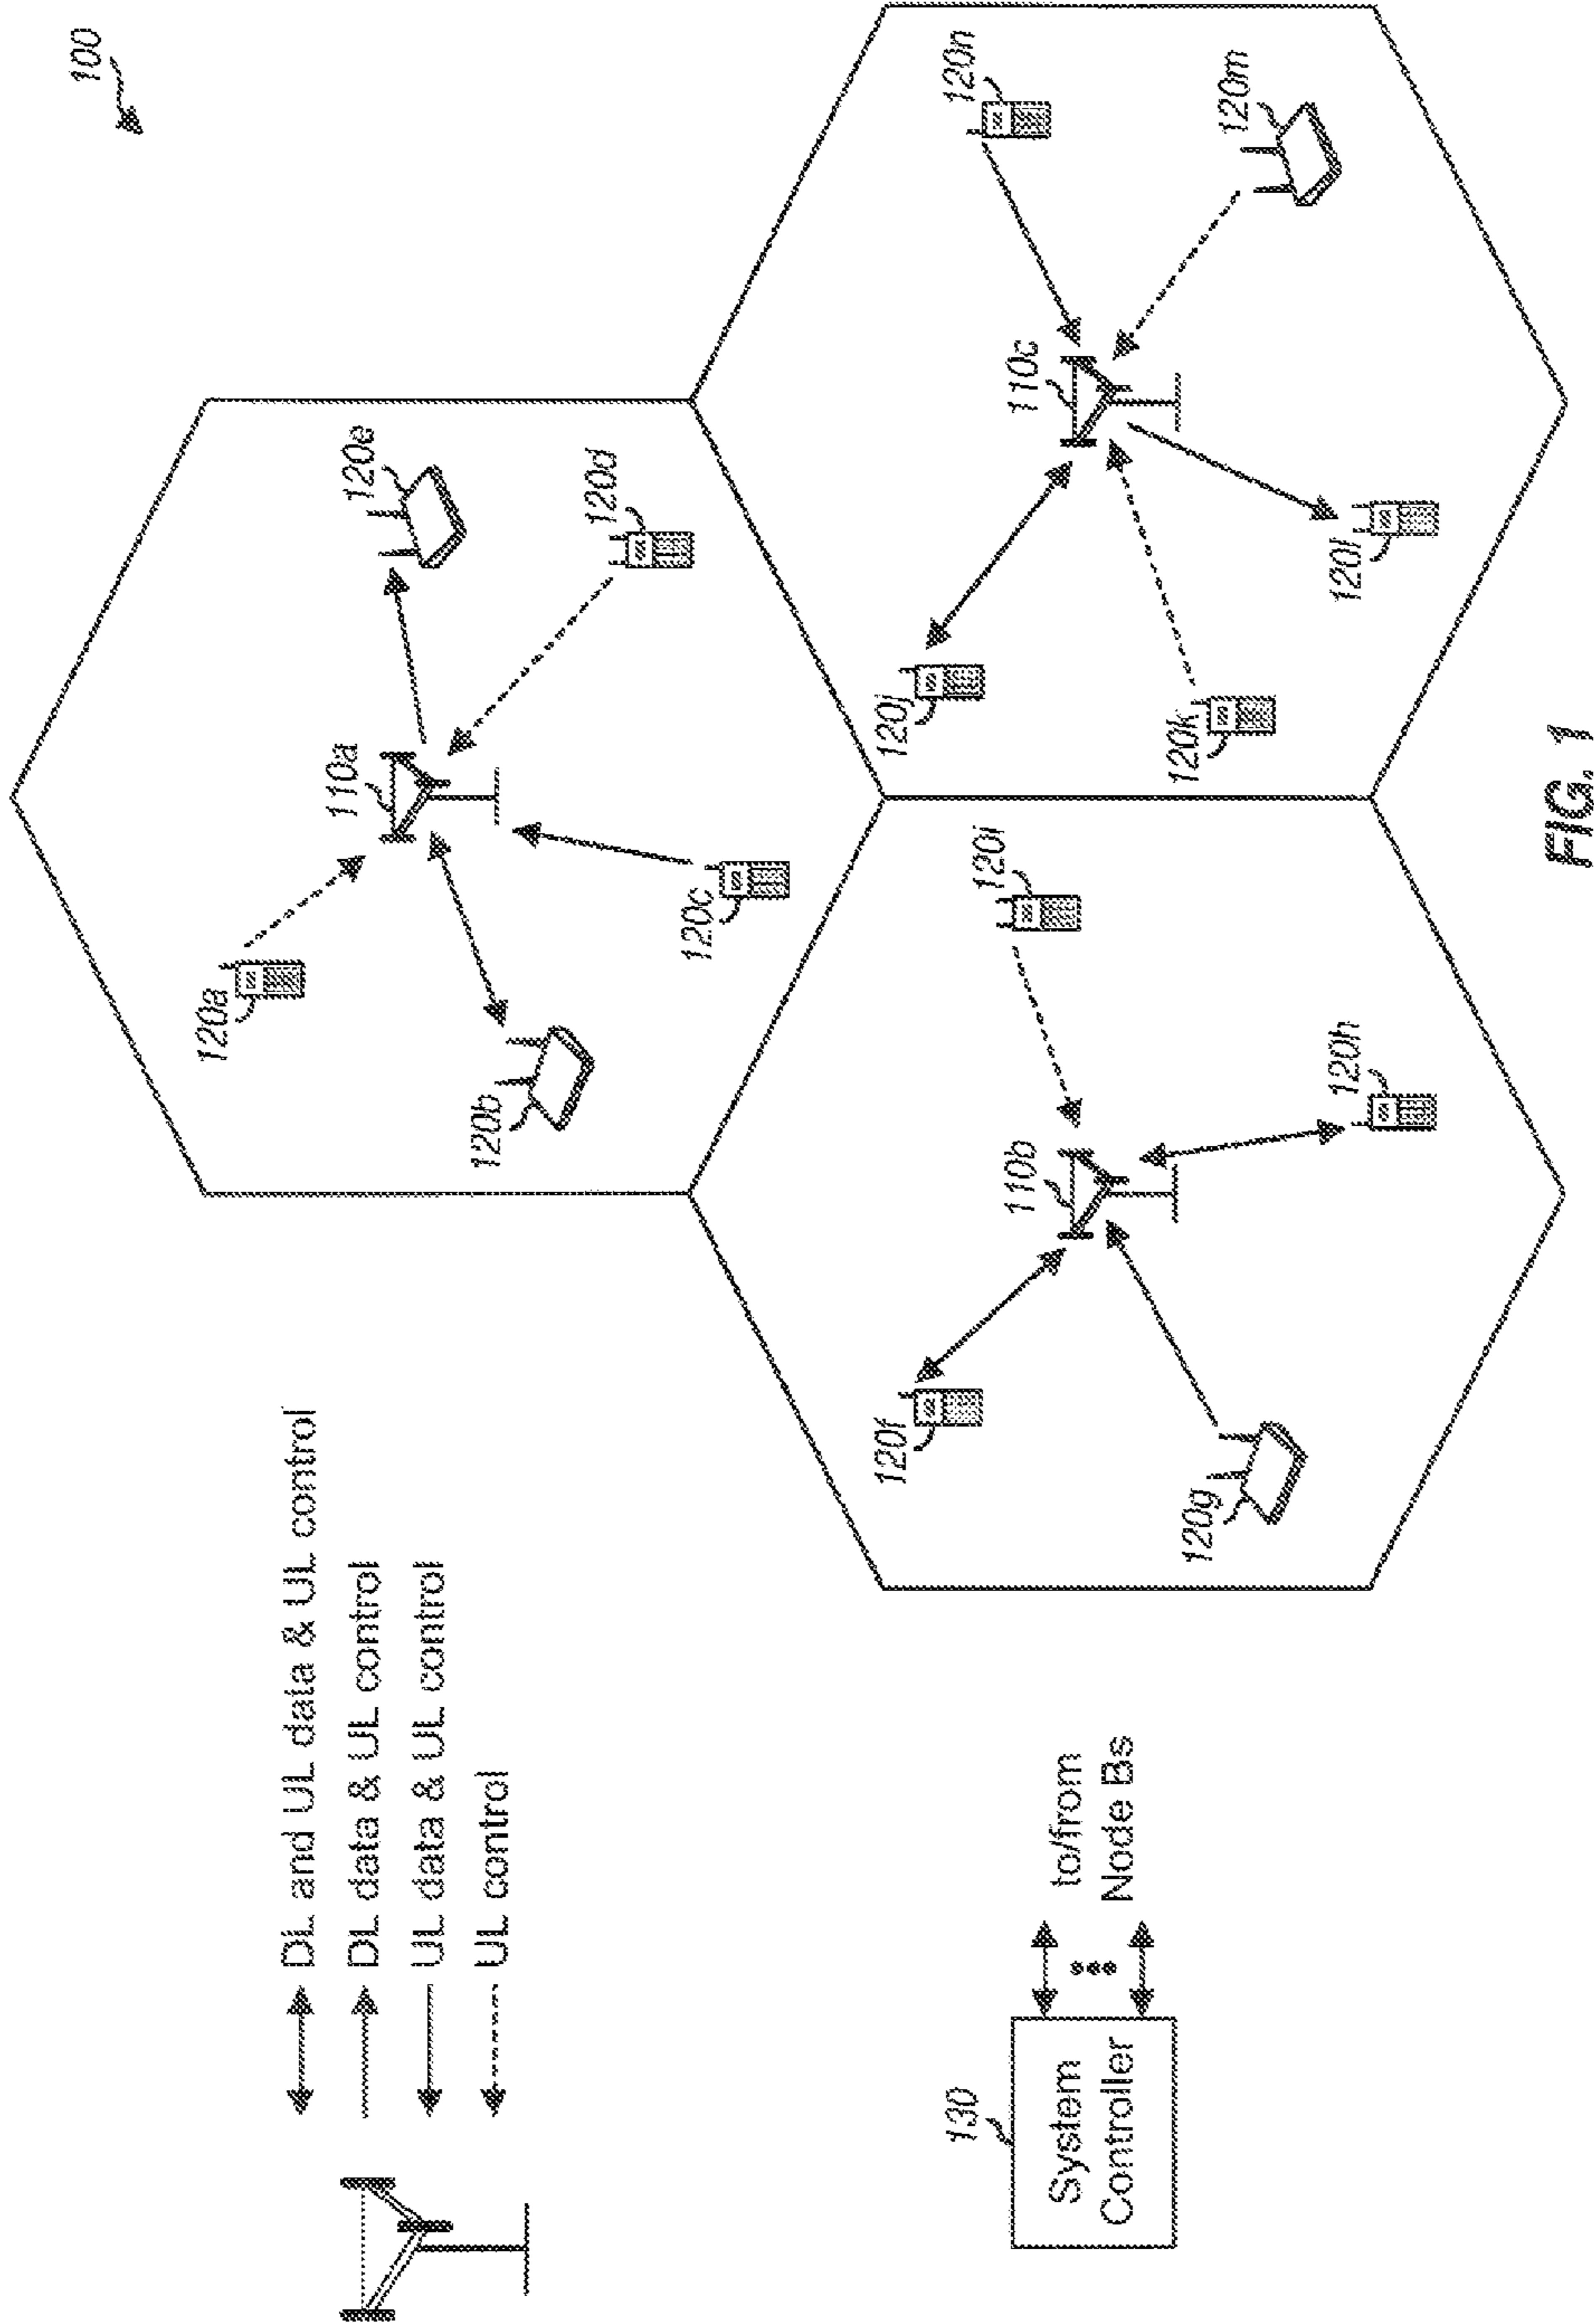 100
DL and UL data & UL control
DL data & UL control
UL data & UL control
UL control
110a
120a
120b
120c
120d
120e
110b
120f
120g
120h
120i
110c
120j
120k
120l
120m
120n
130
System
Controller
to/from
Node Bs
FIG. 1